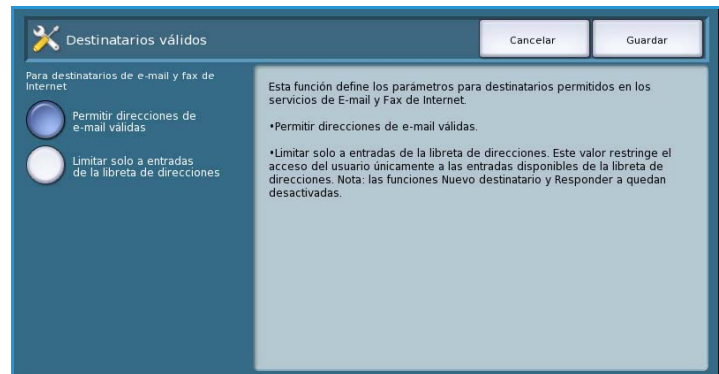 Destinatarios válidos
Cancelar
Guardar
Para destinatarios de e-mail y fax de
Internet
Permitir direcciones de
e-mail válidas
Limitar solo a entradas
de la libreta de direcciones
Esta función define los parámetros para destinatarios permitidos en los
servicios de E-mail y Fax de Internet.
•Permitir direcciones de e-mail válidas.
•Limitar solo a entradas de la libreta de direcciones. Este valor restringe el
acceso del usuario únicamente a las entradas disponibles de la libreta de
direcciones. Nota: las funciones Nuevo destinatario y Responder a quedan
desactivadas.